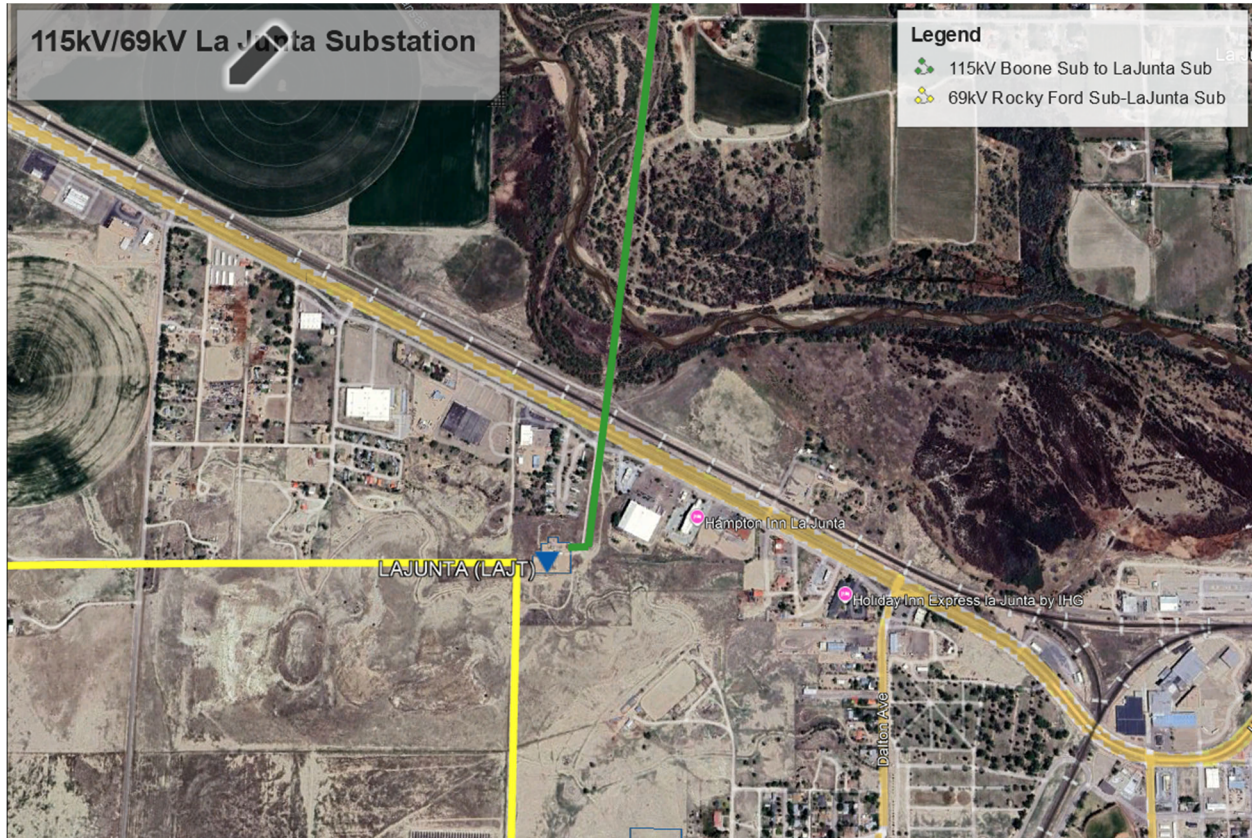 115kV/69kV La Junta Substation
Legend
115kV Boone Sub to LaJunta Sub
69kV Rocky Ford Sub-LaJunta Sub
Hampton Inn La Junta
LAJUNTA (LAJT)
Holiday Inn Express la Junta by IHG
Dalton Ave